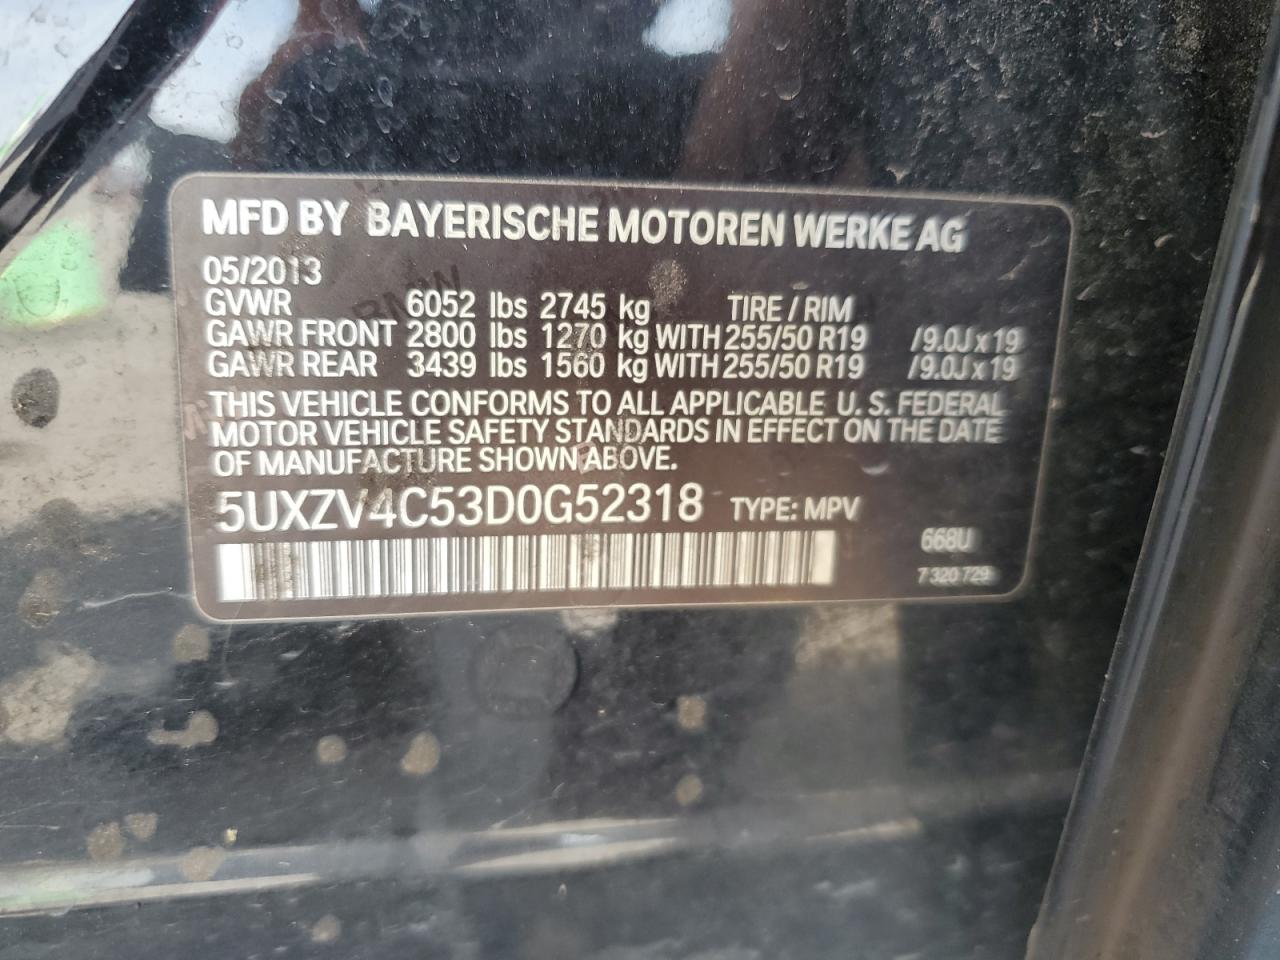 MFD BY BAYERISCHE MOTOREN WERKE AG
05/2013
GVWR 6052 lbs 2745 kg TIRE / RIM
GAWR FRONT 2800 lbs 1270 kg WITH 255/50 R19 /9.0J x 19
GAWR REAR 3439 lbs 1560 kg WITH 255/50 R19 /9.0J x 19
THIS VEHICLE CONFORMS TO ALL APPLICABLE U. S. FEDERAL
MOTOR VEHICLE SAFETY STANDARDS IN EFFECT ON THE DATE
OF MANUFACTURE SHOWN ABOVE.
5UXZV4C53D0G52318 TYPE: MPV
668U
7 320 729